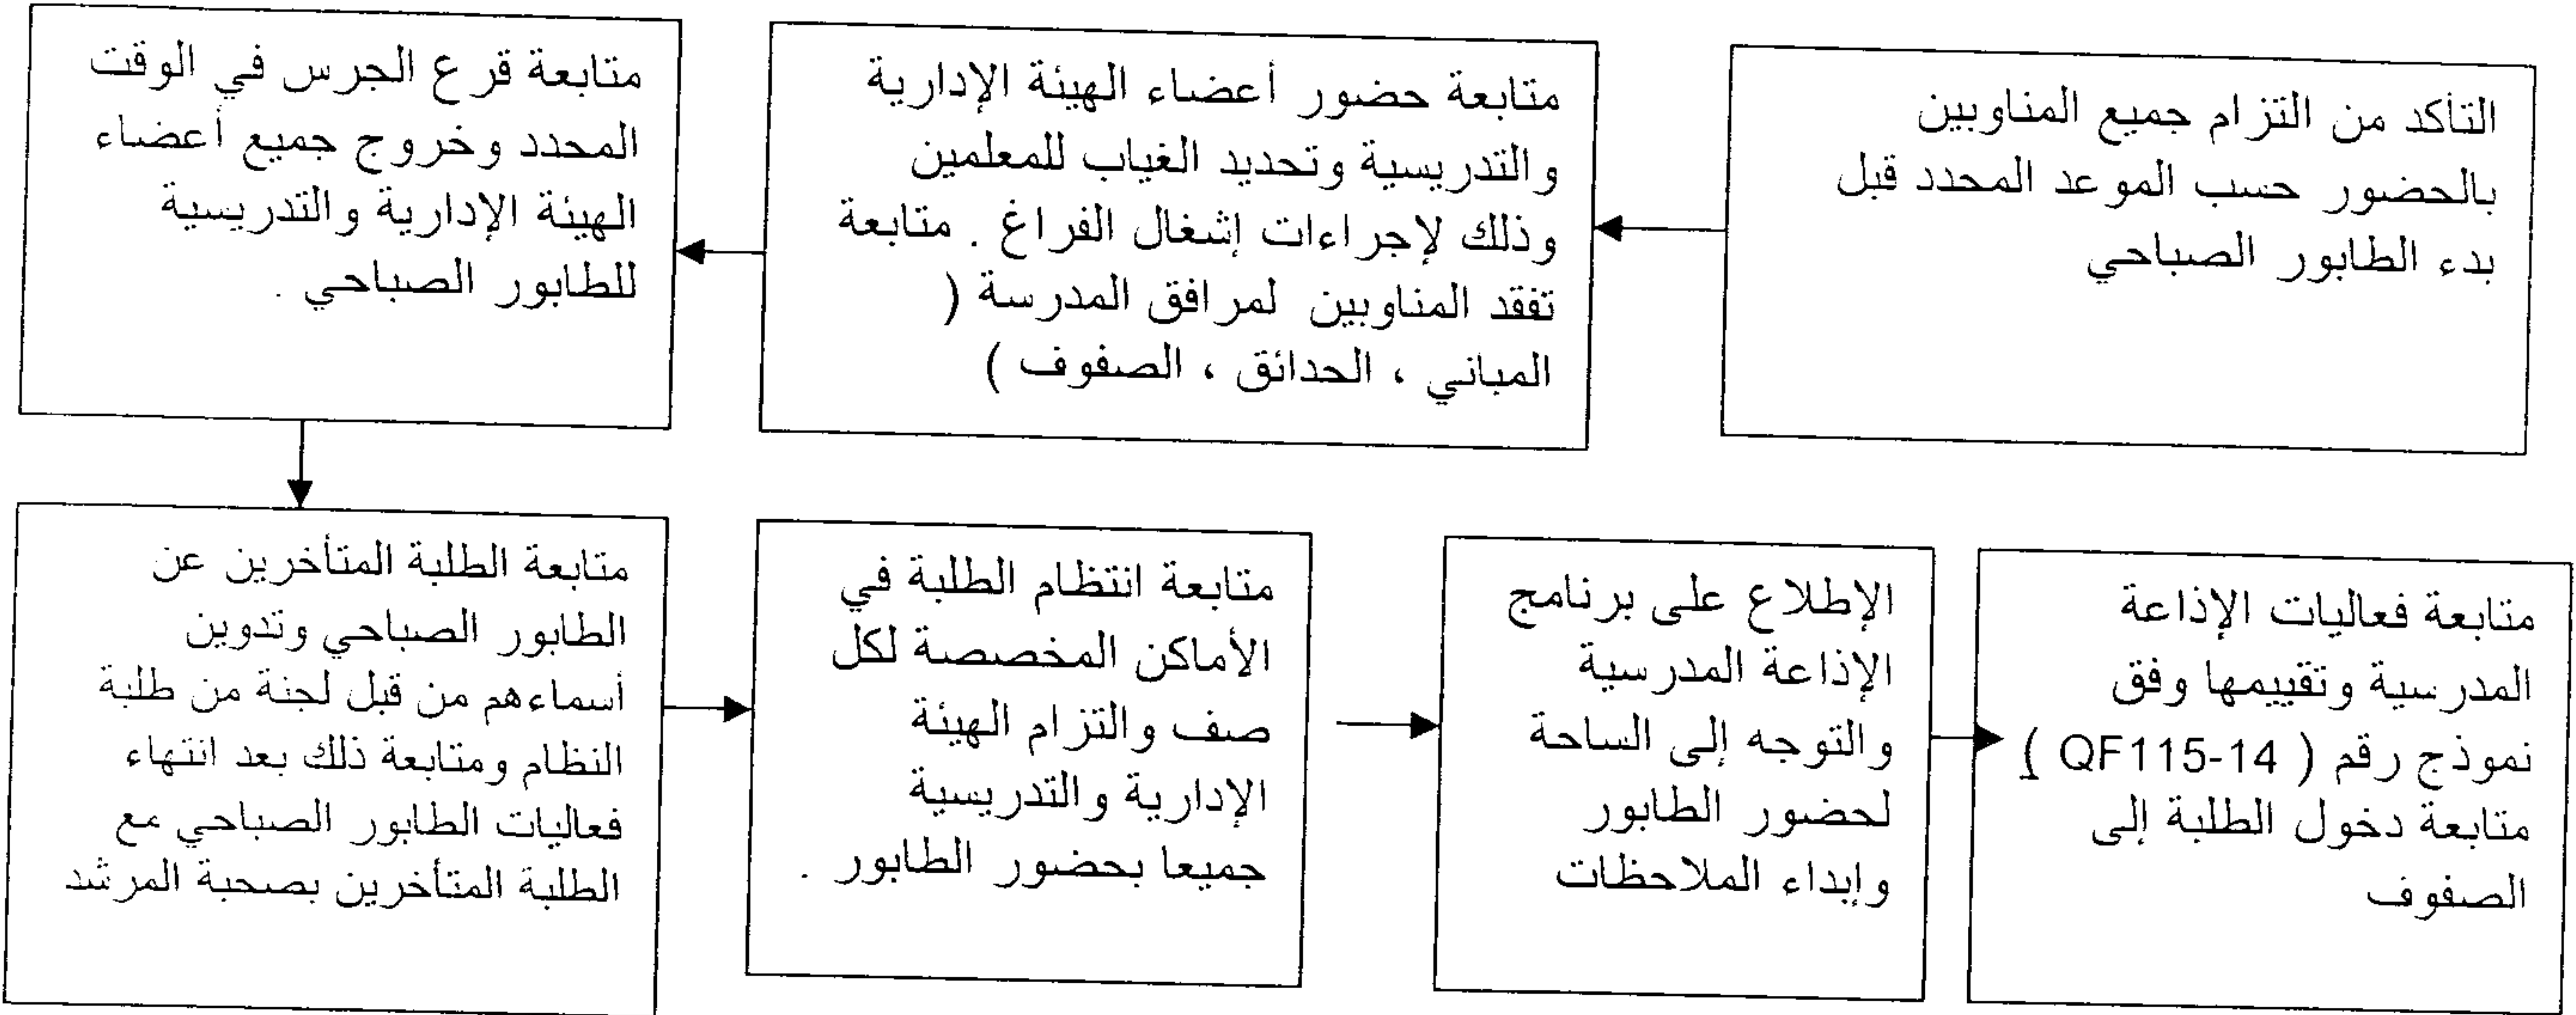 التأكد من التزام جميع المناوبين
بالحضور حسب الموعد المحدد قبل
بدء الطابور الصباحي
متابعة حضور أعضاء الهيئة الإدارية
والتدريسية وتحديد الغياب للمعلمين
وذلك لإجراءات إشغال الفراغ . متابعة
تفقد المناوبين لمرافق المدرسة (
المباني ، الحدائق ، الصفوف )
متابعة قرع الجرس في الوقت
المحدد وخروج جميع أعضاء
الهيئة الإدارية والتدريسية
للطابور الصباحي .
متابعة الطلبة المتأخرين عن
الطابور الصباحي وتدوين
أسماءهم من قبل لجنة من طلبة
النظام ومتابعة ذلك بعد انتهاء
فعاليات الطابور الصباحي مع
الطلبة المتأخرين بصحبة المرشد
متابعة انتظام الطلبة في
الأماكن المخصصة لكل
صف والتزام الهيئة
الإدارية والتدريسية
جميعا بحضور الطابور .
الإطلاع على برنامج
الإذاعة المدرسية
والتوجه إلى الساحة
لحضور الطابور
وإبداء الملاحظات
متابعة فعاليات الإذاعة
المدرسية وتقييمها وفق
نموذج رقم ( QF115-14 )
متابعة دخول الطلبة إلى
الصفوف